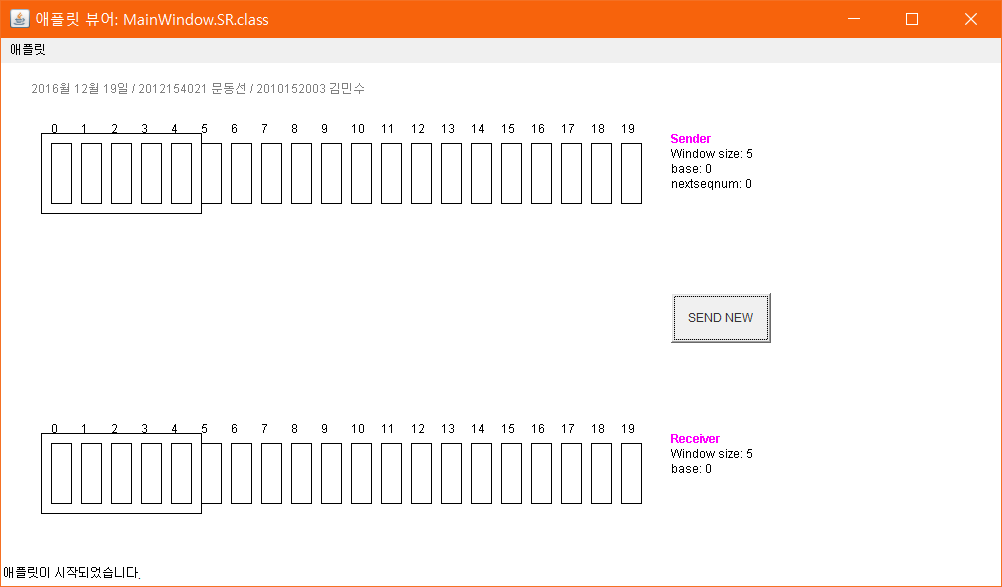 애플릿 뷰어: MainWindow.SR.class
애플릿
2016월 12월 19일 / 2012154021 문동선 / 2010152003 김민수
0 1 2 3 4 5 6 7 8 9 10 11 12 13 14 15 16 17 18 19
Sender
Window size: 5
base: 0
nextseqnum: 0
SEND NEW
0 1 2 3 4 5 6 7 8 9 10 11 12 13 14 15 16 17 18 19
Receiver
Window size: 5
base: 0
애플릿이 시작되었습니다.